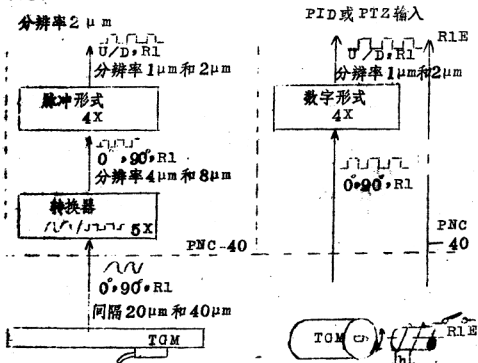 分辨率2μm
U/D,R1
分辨率1μm和2μm
脉冲形式
4X
0°,90°,R1
分辨率4μm和8μm
转换器
5X
PNC-40
0°,90°,R1
间隔20μm和40μm
TGM
PID或PTZ输入
R1E
U/D,R1
分辨率1μm和2μm
数字形式
4X
0°,90°,R1
PNC
40
TGM
R1E